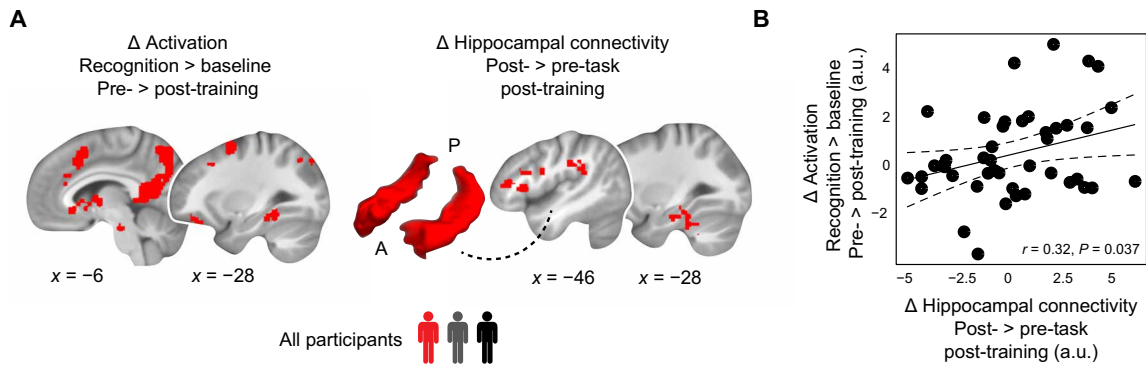 A
Δ Activation
Recognition > baseline
Pre- > post-training
x = −6
x = −28
Δ Hippocampal connectivity
Post- > pre-task
post-training
P
A
x = −46
x = −28
All participants
B
Δ Activation
Recognition > baseline
Pre- > post-training (a.u.)
4
2
0
−2
r = 0.32, P = 0.037
−5
−2.5
0
2.5
5
Δ Hippocampal connectivity
Post- > pre-task
post-training (a.u.)